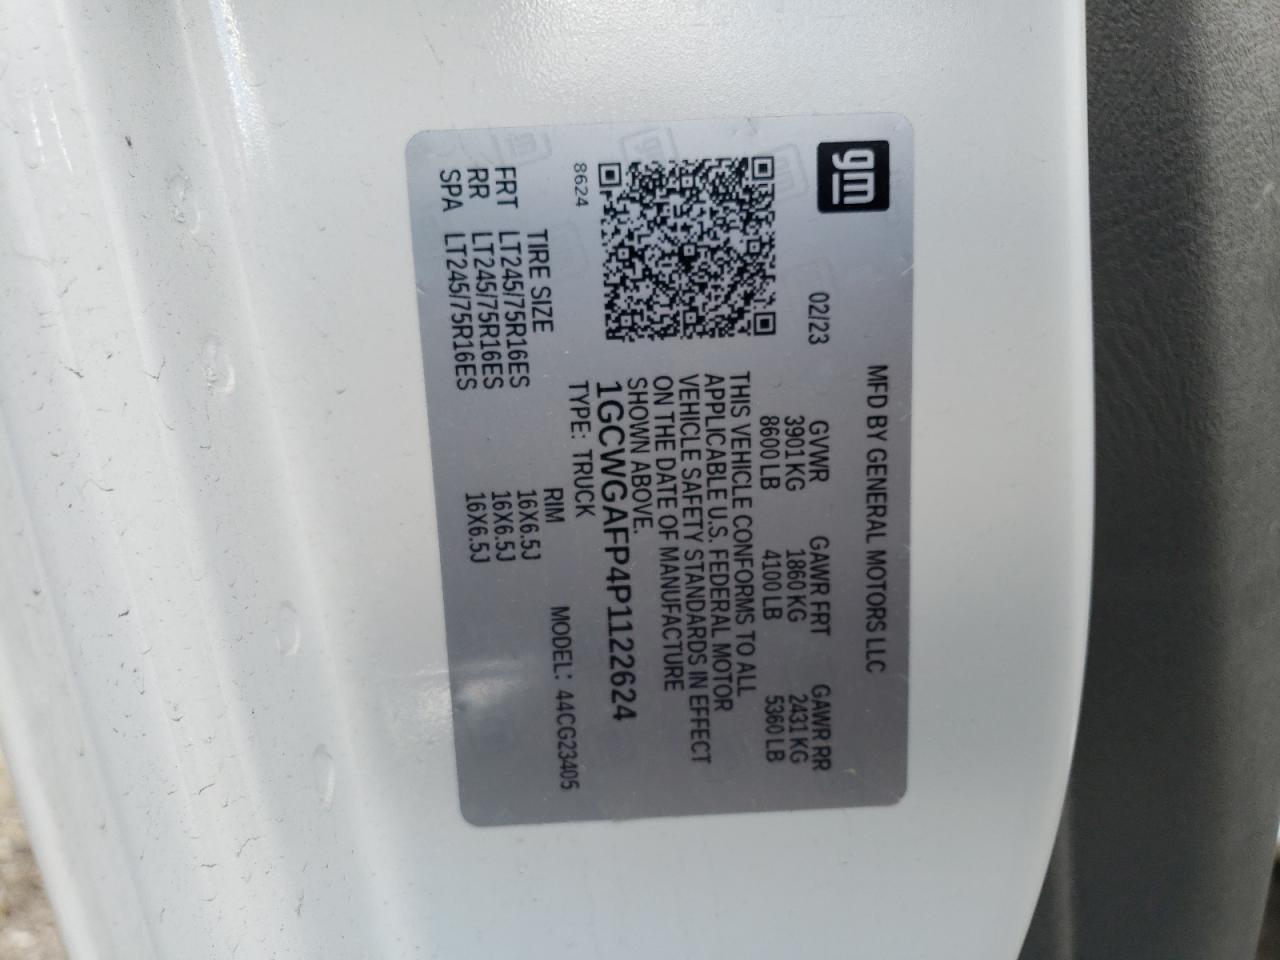 gm
MFD BY GENERAL MOTORS LLC
02/23 GVWR GAWR FRT GAWR RR
3901 KG 1860 KG 2431 KG
8600 LB 4100 LB 5360 LB
THIS VEHICLE CONFORMS TO ALL
APPLICABLE U.S. FEDERAL MOTOR
VEHICLE SAFETY STANDARDS IN EFFECT
ON THE DATE OF MANUFACTURE
SHOWN ABOVE.
1GCWGAFP4P1122624
8624 TYPE: TRUCK MODEL: 44CG23405
TIRE SIZE RIM
FRT LT245/75R16ES 16X6.5J
RR LT245/75R16ES 16X6.5J
SPA LT245/75R16ES 16X6.5J